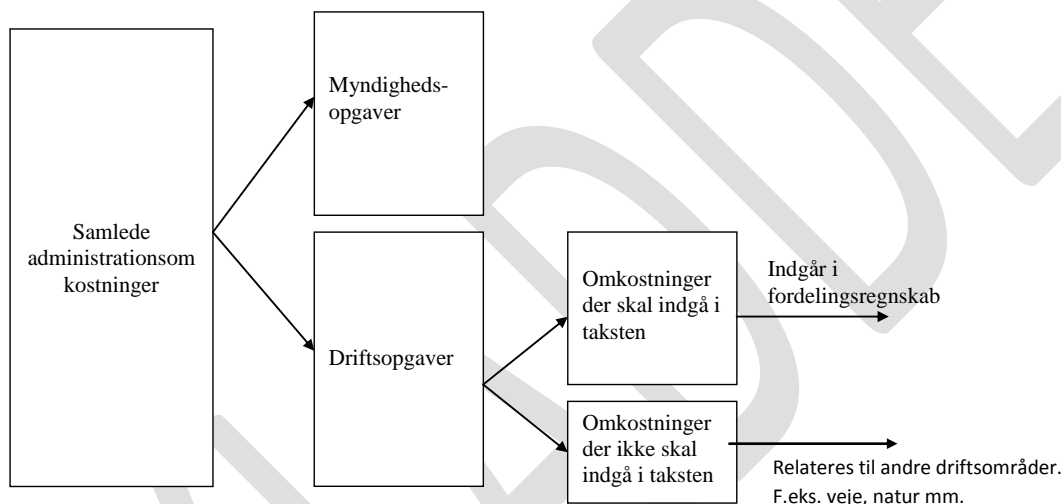 Myndigheds-
opgaver
Samlede
administrationsom
kostninger
Driftsopgaver
Omkostninger
der skal indgå i
taksten
Indgår i
fordelingsregnskab
Omkostninger
der ikke skal
indgå i taksten
Relateres til andre driftsområder.
F.eks. veje, natur mm.